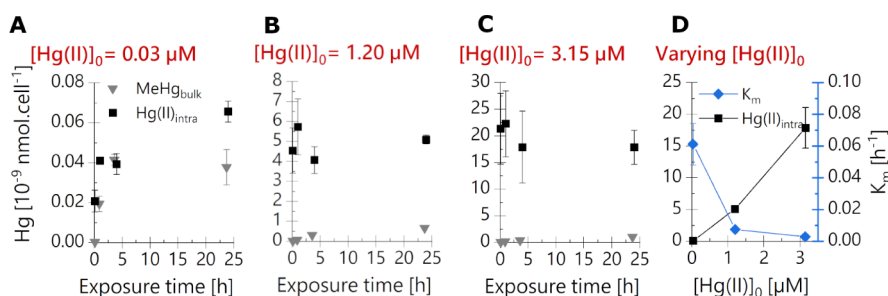 A
B
C
D
[Hg(II)]₀ = 0.03 µM
[Hg(II)]₀= 1.20 µM
[Hg(II)]₀= 3.15 µM
Varying [Hg(II)]₀
Hg [10⁻⁹ nmol.cell⁻¹]
0.08
0.06
0.04
0.02
0.00
MeHg_bulk
Hg(II)_intra
0 5 10 15 20 25
Exposure time [h]
8
7
6
5
4
3
2
1
0
0 5 10 15 20 25
Exposure time [h]
30
25
20
15
10
5
0
0 5 10 15 20 25
Exposure time [h]
25
20
15
10
5
0
Kₘ
Hg(II)_intra
0 1 2 3
[Hg(II)]₀ [µM]
0.10
0.08
0.06
0.04
0.02
0.00
Kₘ [h⁻¹]